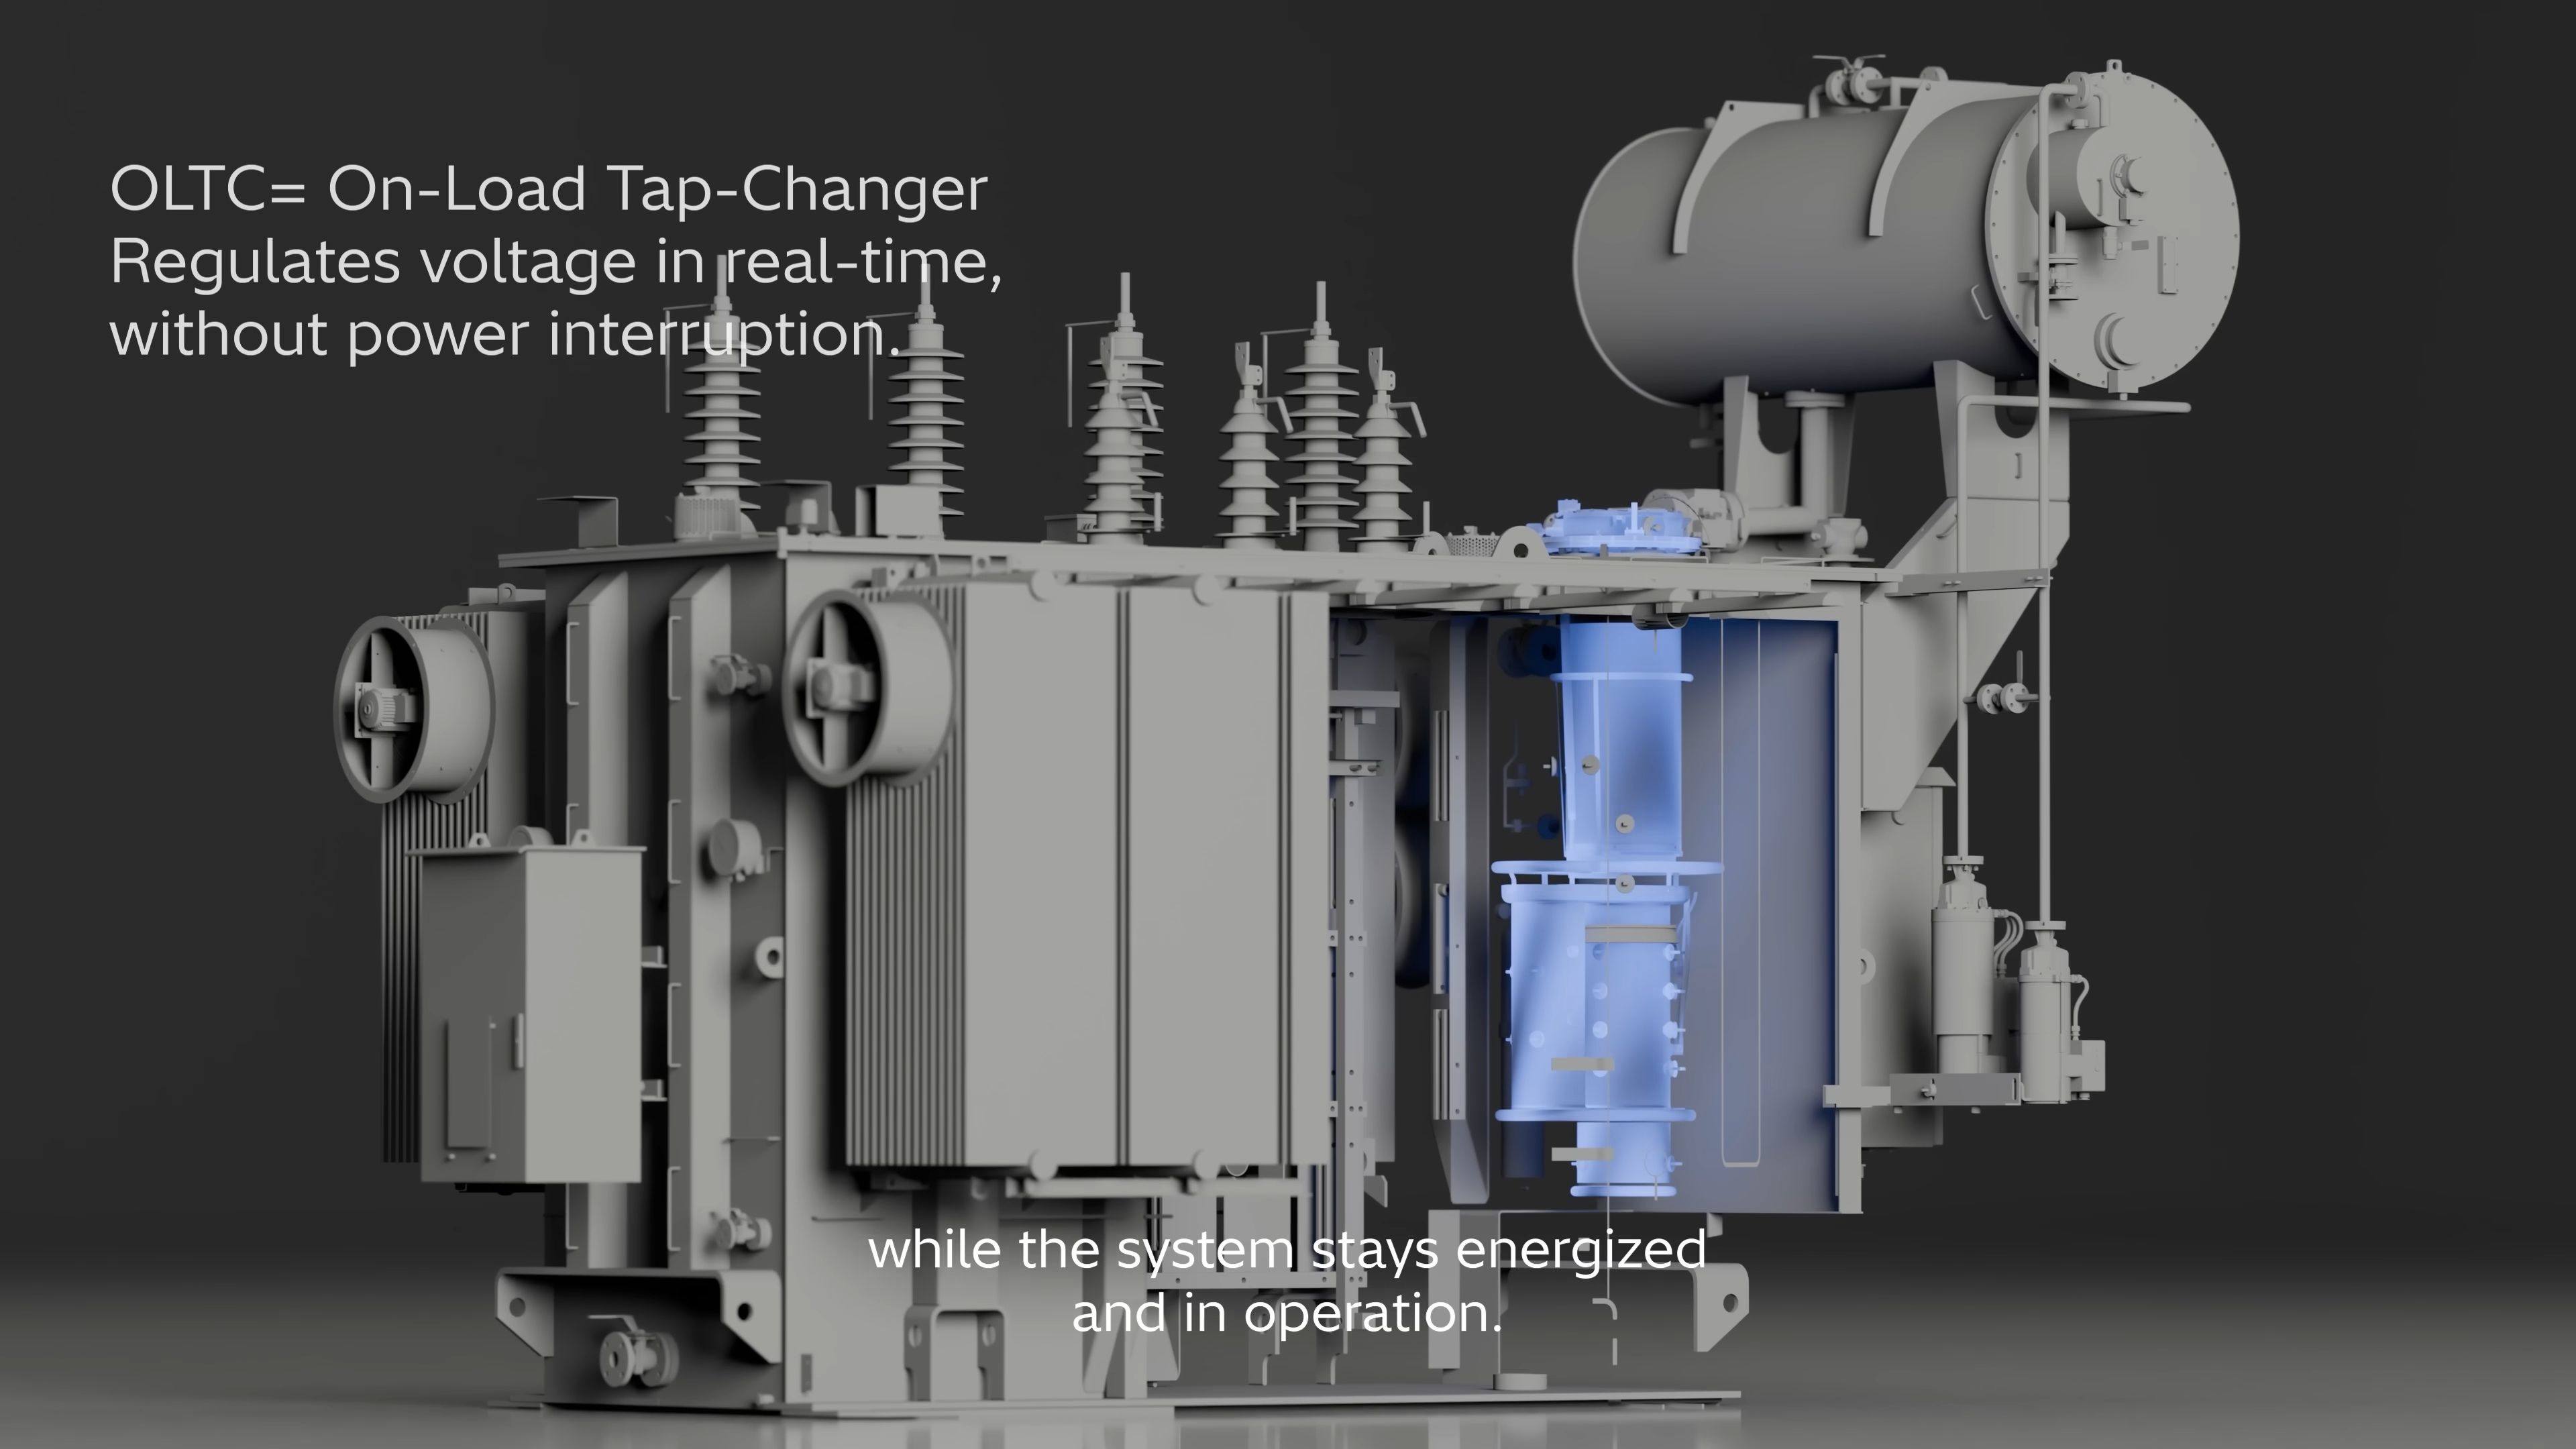 OLTC= On-Load Tap-Changer
Regulates voltage in real-time,
without power interruption.
while the system stays energized
and in operation.